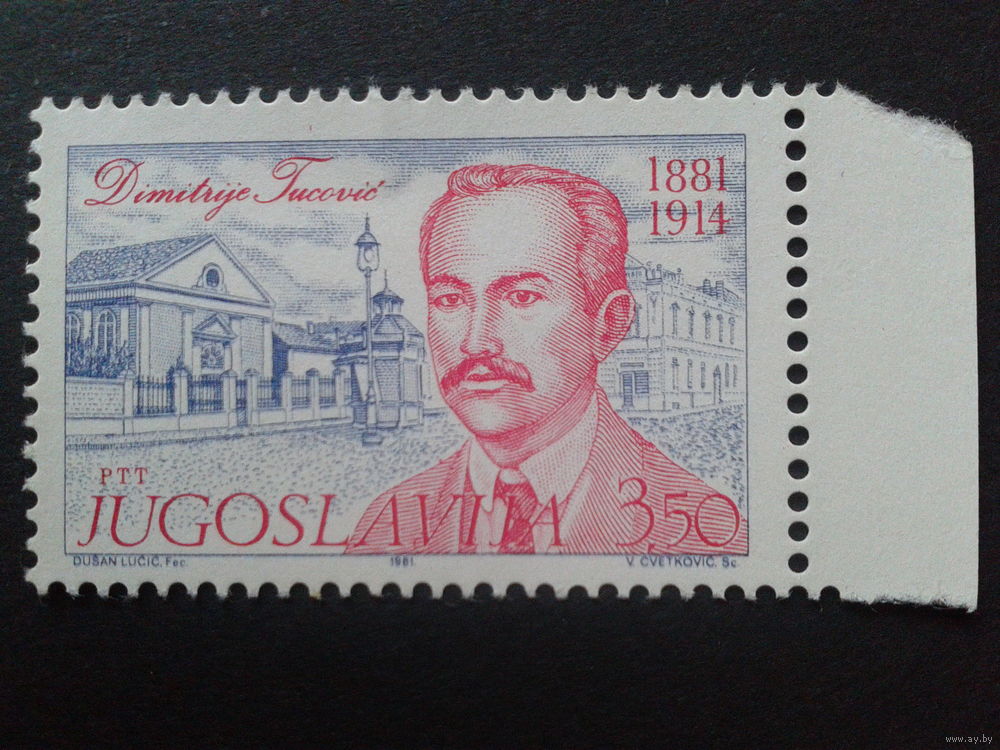 Dimitrije Tucović
1881
1914
PTT
JUGOSLAVIJA 3,50
DUŠAN LUČIĆ, Fec. 1981. V. CVETKOVIĆ, Sc.
www.ay.by